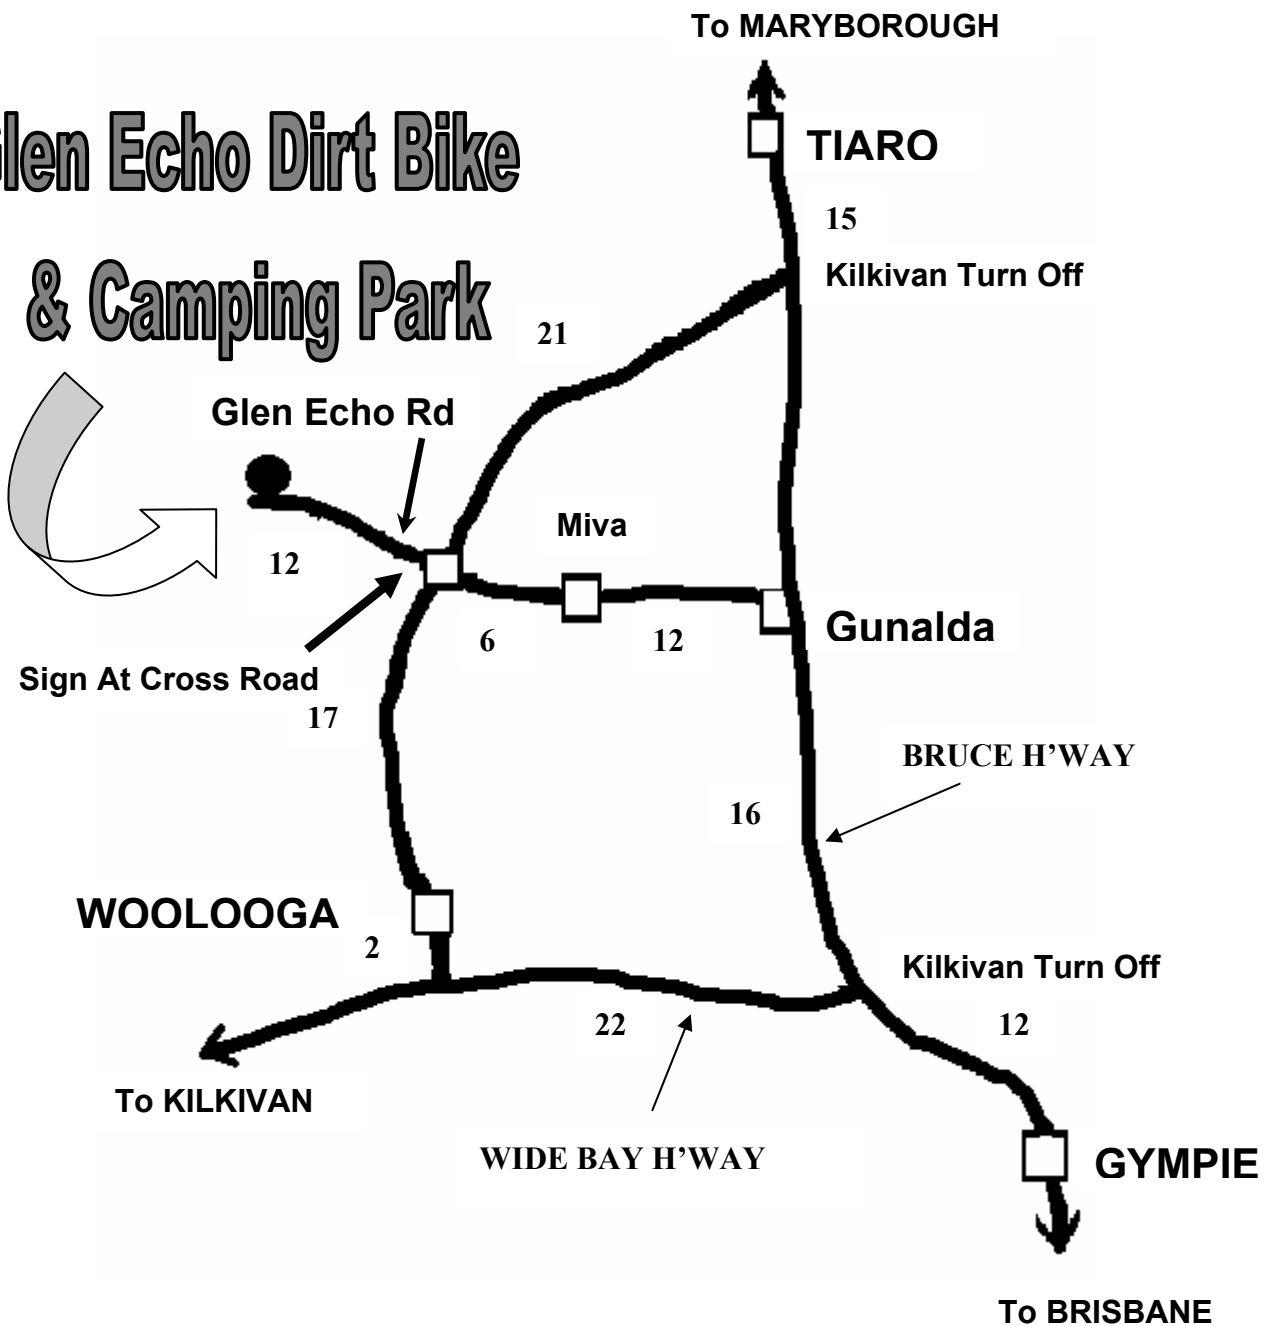 To MARYBOROUGH
Glen Echo Dirt Bike
TIARO
15
Kilkivan Turn Off
& Camping Park
21
Glen Echo Rd
Miva
12
Gunalda
6
12
Sign At Cross Road
17
BRUCE H’WAY
16
WOOLOOGA
2
Kilkivan Turn Off
22
12
To KILKIVAN
WIDE BAY H’WAY
GYMPIE
To BRISBANE